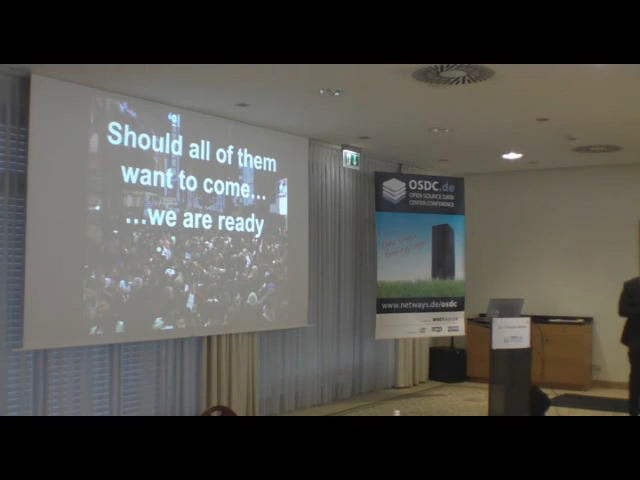 Should all of them
want to come...
...we are ready
OSDC.de
OPEN SOURCE DATA
CENTER CONFERENCE
www.netways.de/osdc